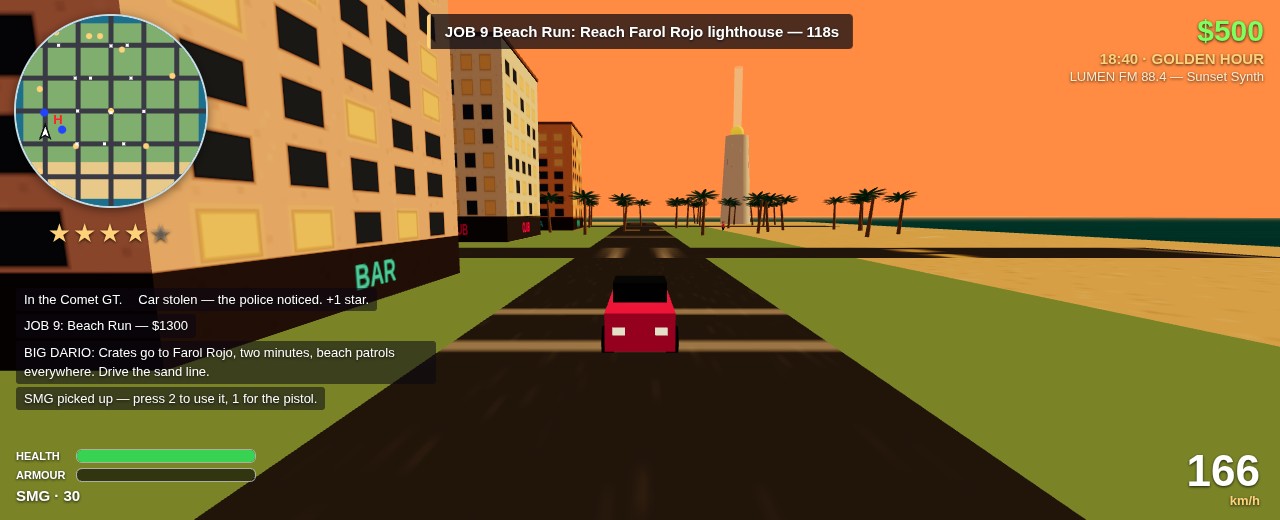 JOB 9 Beach Run: Reach Farol Rojo lighthouse — 118s
$500
18:40 · GOLDEN HOUR
LUMEN FM 88.4 — Sunset Synth
H
BAR
In the Comet GT. Car stolen — the police noticed. +1 star.
JOB 9: Beach Run — $1300
BIG DARIO: Crates go to Farol Rojo, two minutes, beach patrols
everywhere. Drive the sand line.
SMG picked up — press 2 to use it, 1 for the pistol.
HEALTH
ARMOUR
SMG · 30
166
km/h